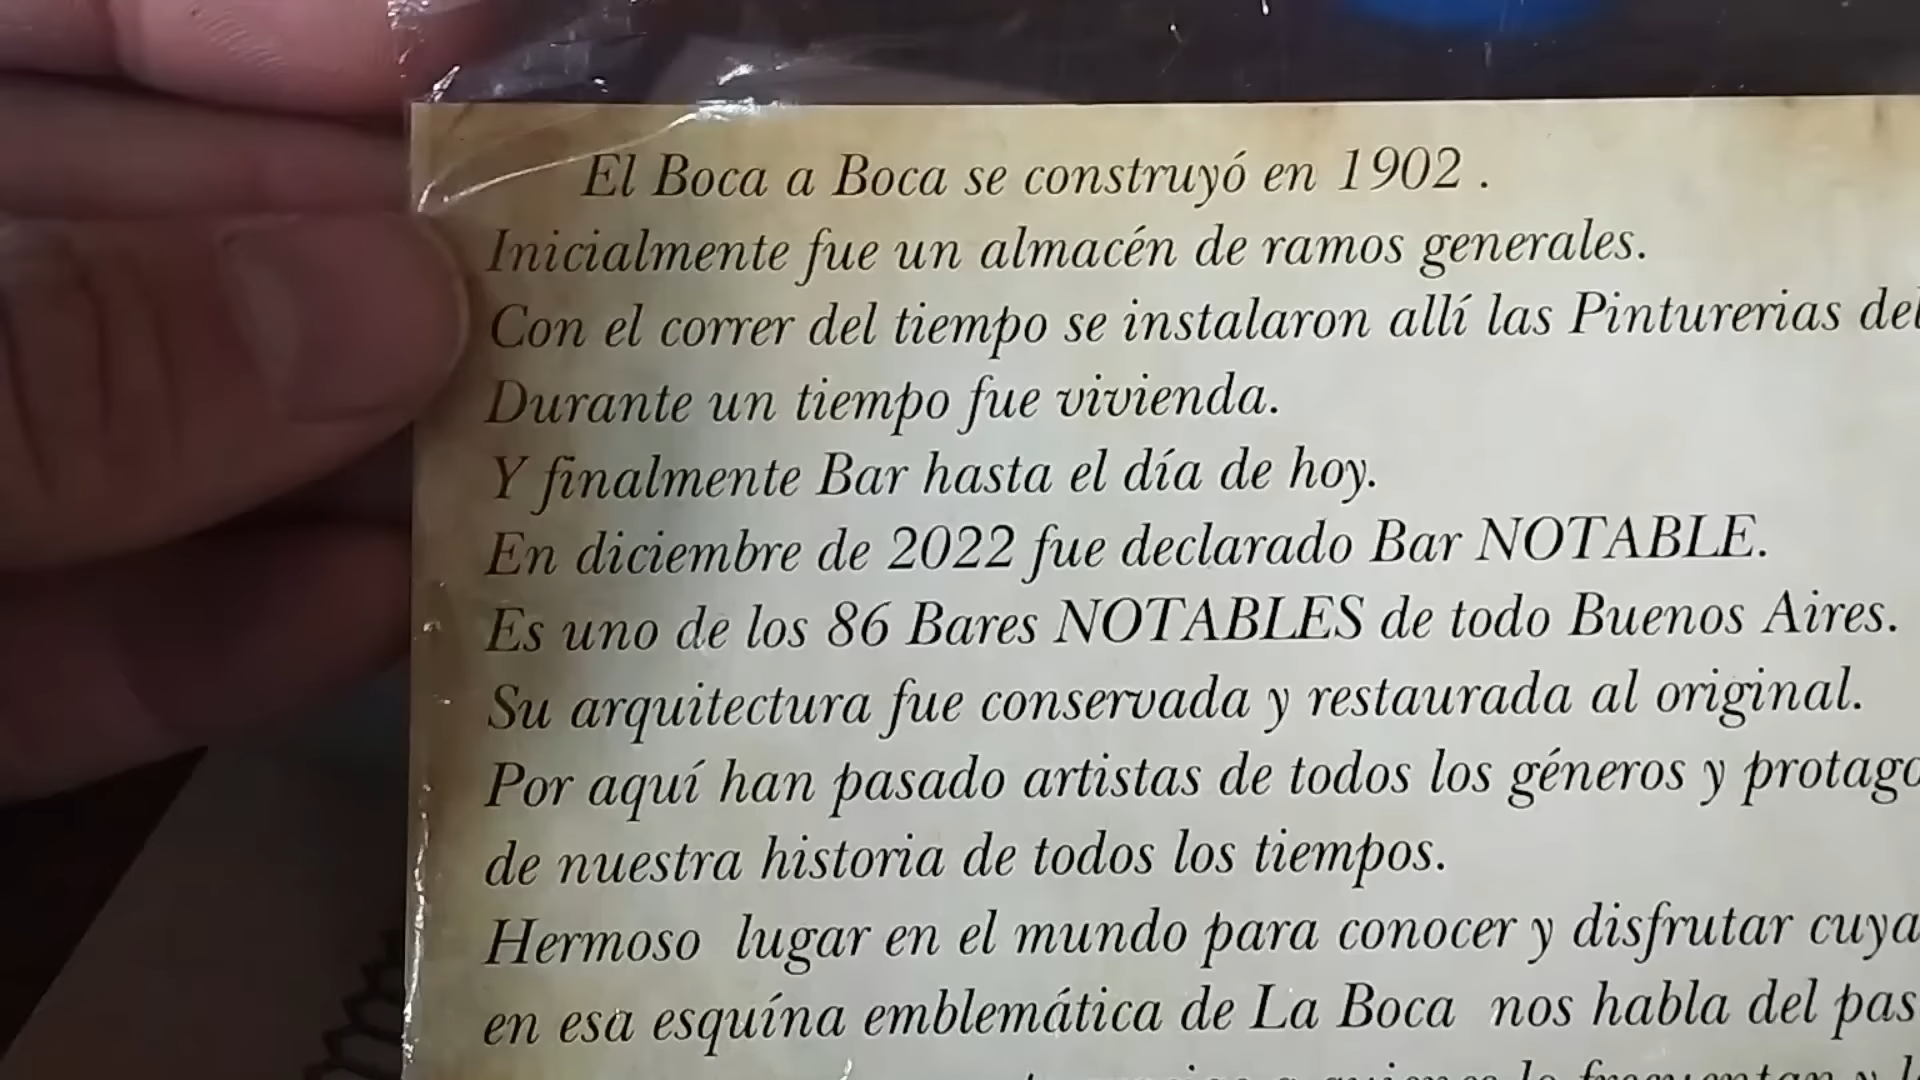 El Boca a Boca se construyó en 1902 .
Inicialmente fue un almacén de ramos generales.
Con el correr del tiempo se instalaron allí las Pinturerias del
Durante un tiempo fue vivienda.
Y finalmente Bar hasta el día de hoy.
En diciembre de 2022 fue declarado Bar NOTABLE.
Es uno de los 86 Bares NOTABLES de todo Buenos Aires.
Su arquitectura fue conservada y restaurada al original.
Por aquí han pasado artistas de todos los géneros y
de nuestra historia de todos los tiempos.
Hermoso lugar en el mundo para conocer y disfrutar cuya
en esa esquína emblemática de La Boca nos habla del
a quienes lo frecuentan y